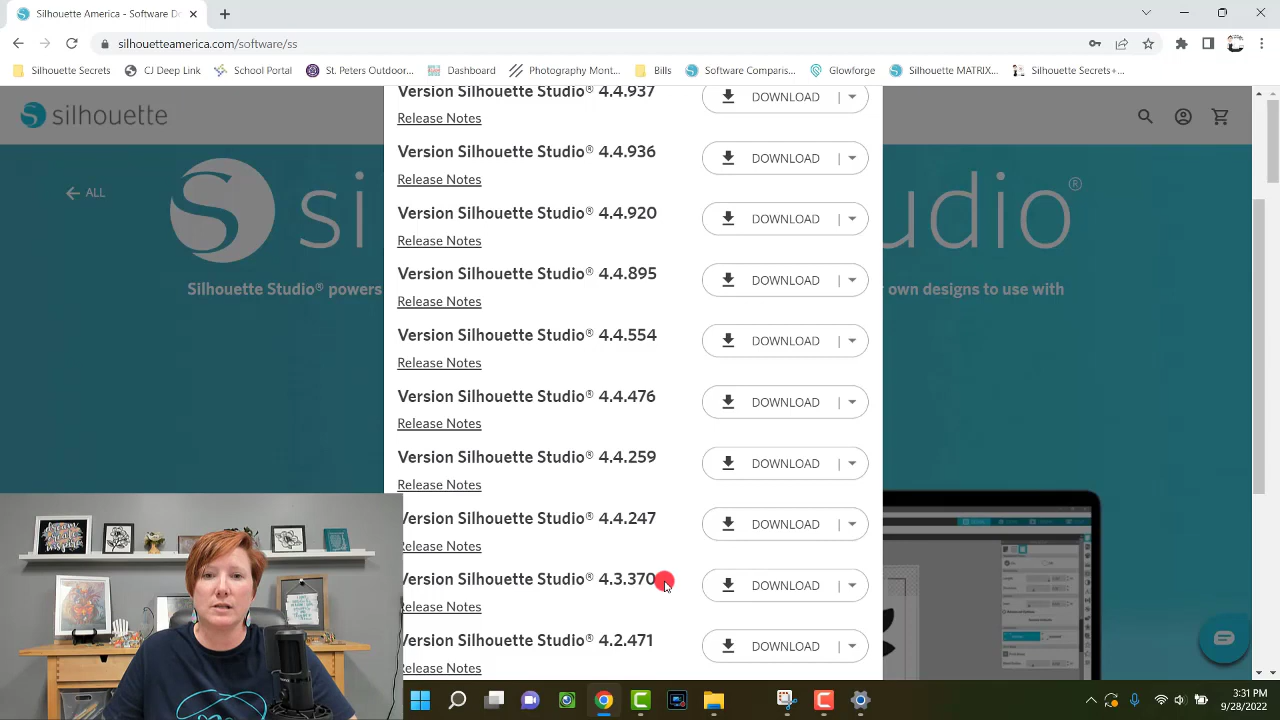 America - Software D
silhouetteamerica.com/software/ss
Silhouette Secrets
CJ Deep Link
School Portal
St. Peters Outdoor...
Dashboard
Photography Mont...
Bills
Software Comparis...
Glowforge
Silhouette MATRIX...
Silhouette Secrets+...
silhouette
ALL
sil
udio®
Silhouette Studio® powers
r own designs to use with
Version Silhouette Studio® 4.4.937
DOWNLOAD
Release Notes
Version Silhouette Studio® 4.4.936
DOWNLOAD
Release Notes
Version Silhouette Studio® 4.4.920
DOWNLOAD
Release Notes
Version Silhouette Studio® 4.4.895
DOWNLOAD
Release Notes
Version Silhouette Studio® 4.4.554
DOWNLOAD
Release Notes
Version Silhouette Studio® 4.4.476
DOWNLOAD
Release Notes
Version Silhouette Studio® 4.4.259
DOWNLOAD
Release Notes
Version Silhouette Studio® 4.4.247
DOWNLOAD
Release Notes
Version Silhouette Studio® 4.3.370
DOWNLOAD
Release Notes
Version Silhouette Studio® 4.2.471
DOWNLOAD
Release Notes
3:31 PM
9/28/2022